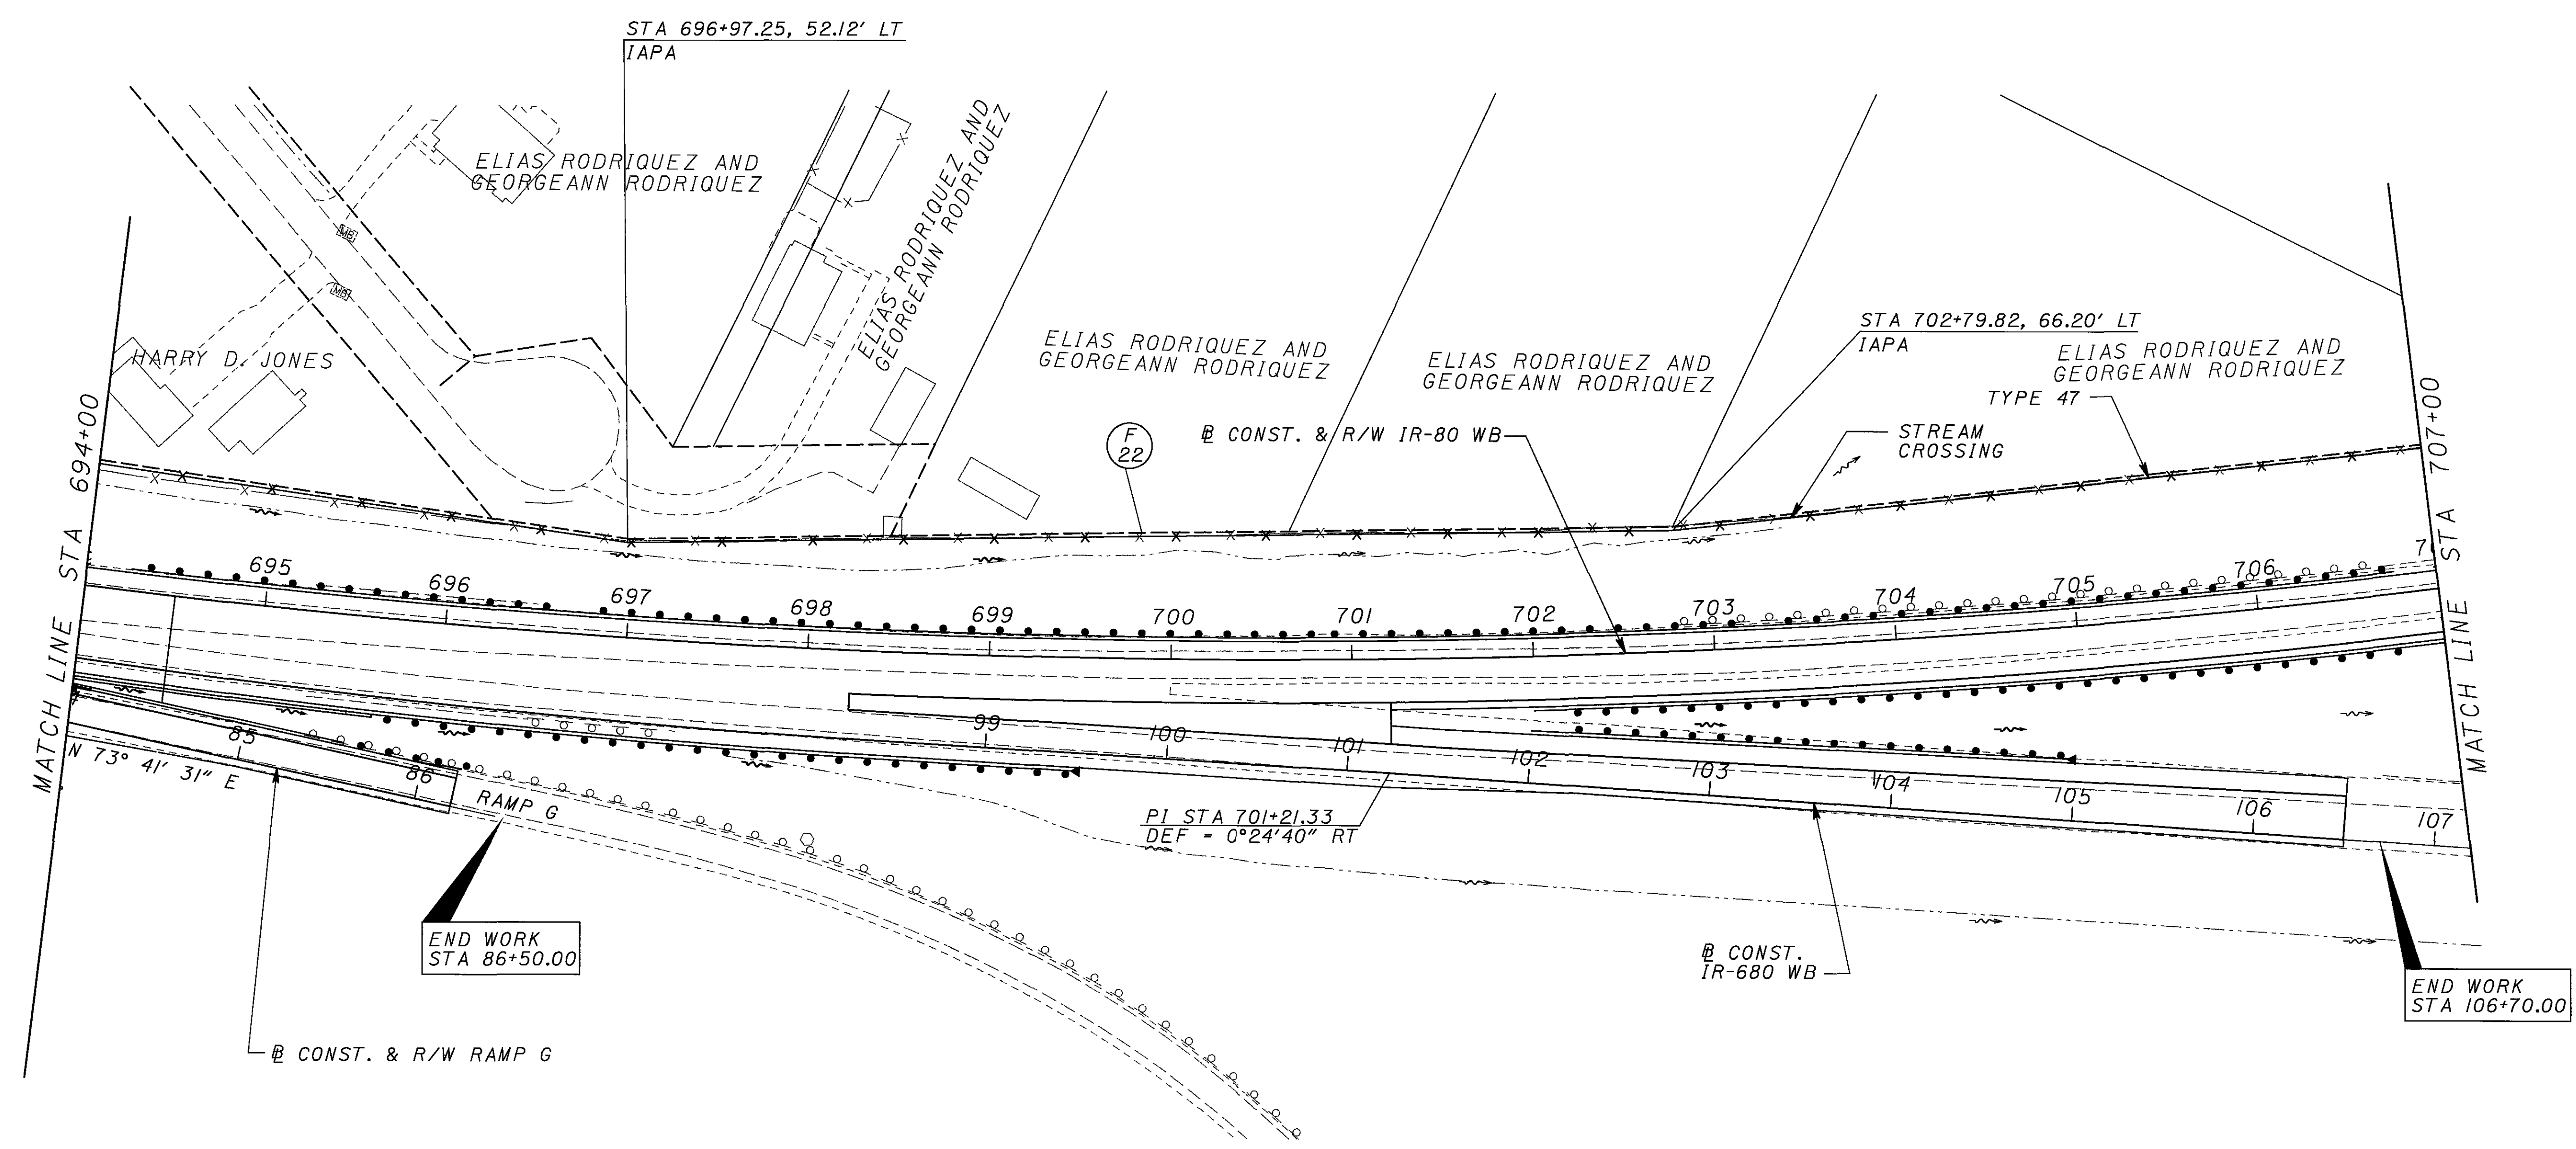 STA 696+97.25, 52.12' LT
IAPA
ELIAS RODRIQUEZ AND
GEORGEANN RODRIQUEZ
ELIAS RODRIQUEZ AND
GEORGEANN RODRIQUEZ
MB
MB
HARRY D. JONES
ELIAS RODRIQUEZ AND
GEORGEANN RODRIQUEZ
ELIAS RODRIQUEZ AND
GEORGEANN RODRIQUEZ
STA 702+79.82, 66.20' LT
IAPA
ELIAS RODRIQUEZ AND
GEORGEANN RODRIQUEZ
TYPE 47
F
22
BL CONST. & R/W IR-80 WB
STREAM
CROSSING
MATCH LINE STA 694+00
MATCH LINE STA 707+00
695
696
697
698
699
700
701
702
703
704
705
706
85
86
99
100
101
102
103
104
105
106
107
N 73° 41' 31" E
RAMP G
PI STA 701+21.33
DEF = 0°24'40" RT
END WORK
STA 86+50.00
BL CONST.
IR-680 WB
END WORK
STA 106+70.00
BL CONST. & R/W RAMP G